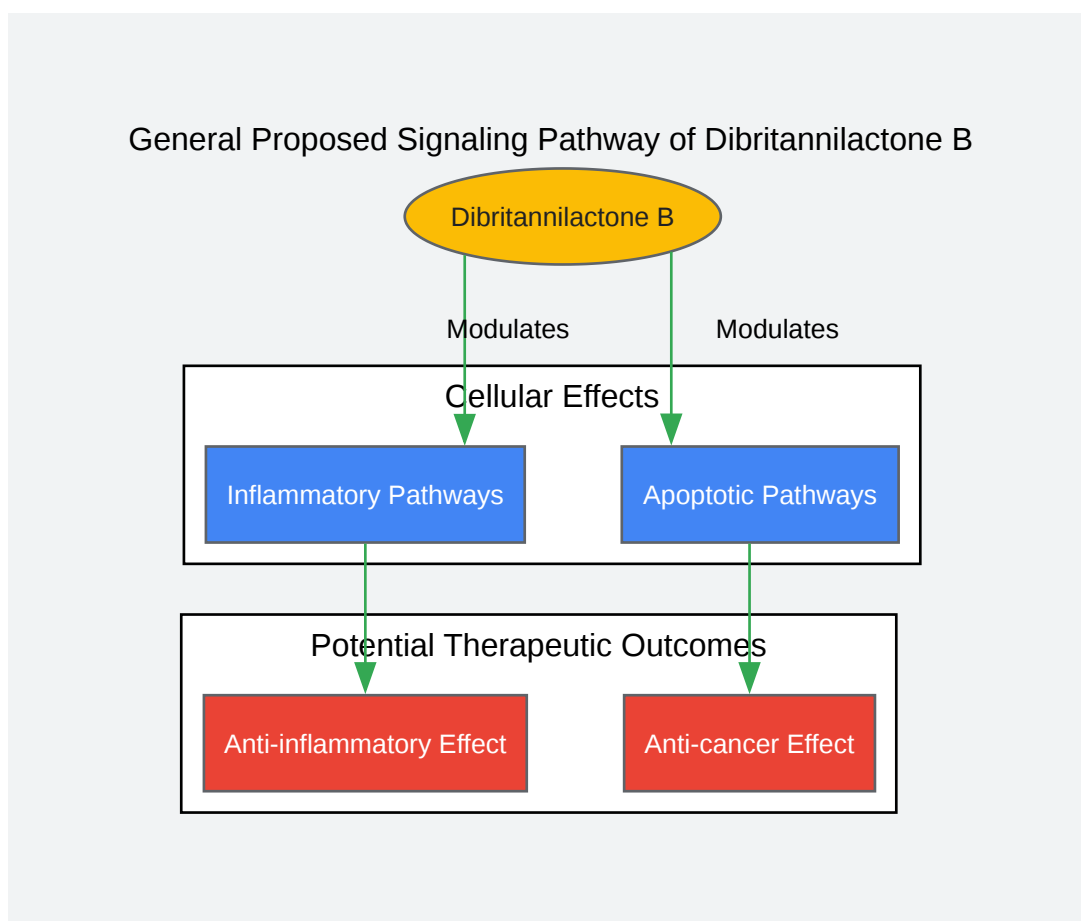 General Proposed Signaling Pathway of Dibritannilactone B
Dibritannilactone B
Modulates
Modulates
Cellular Effects
Inflammatory Pathways
Apoptotic Pathways
Potential Therapeutic Outcomes
Anti-inflammatory Effect
Anti-cancer Effect